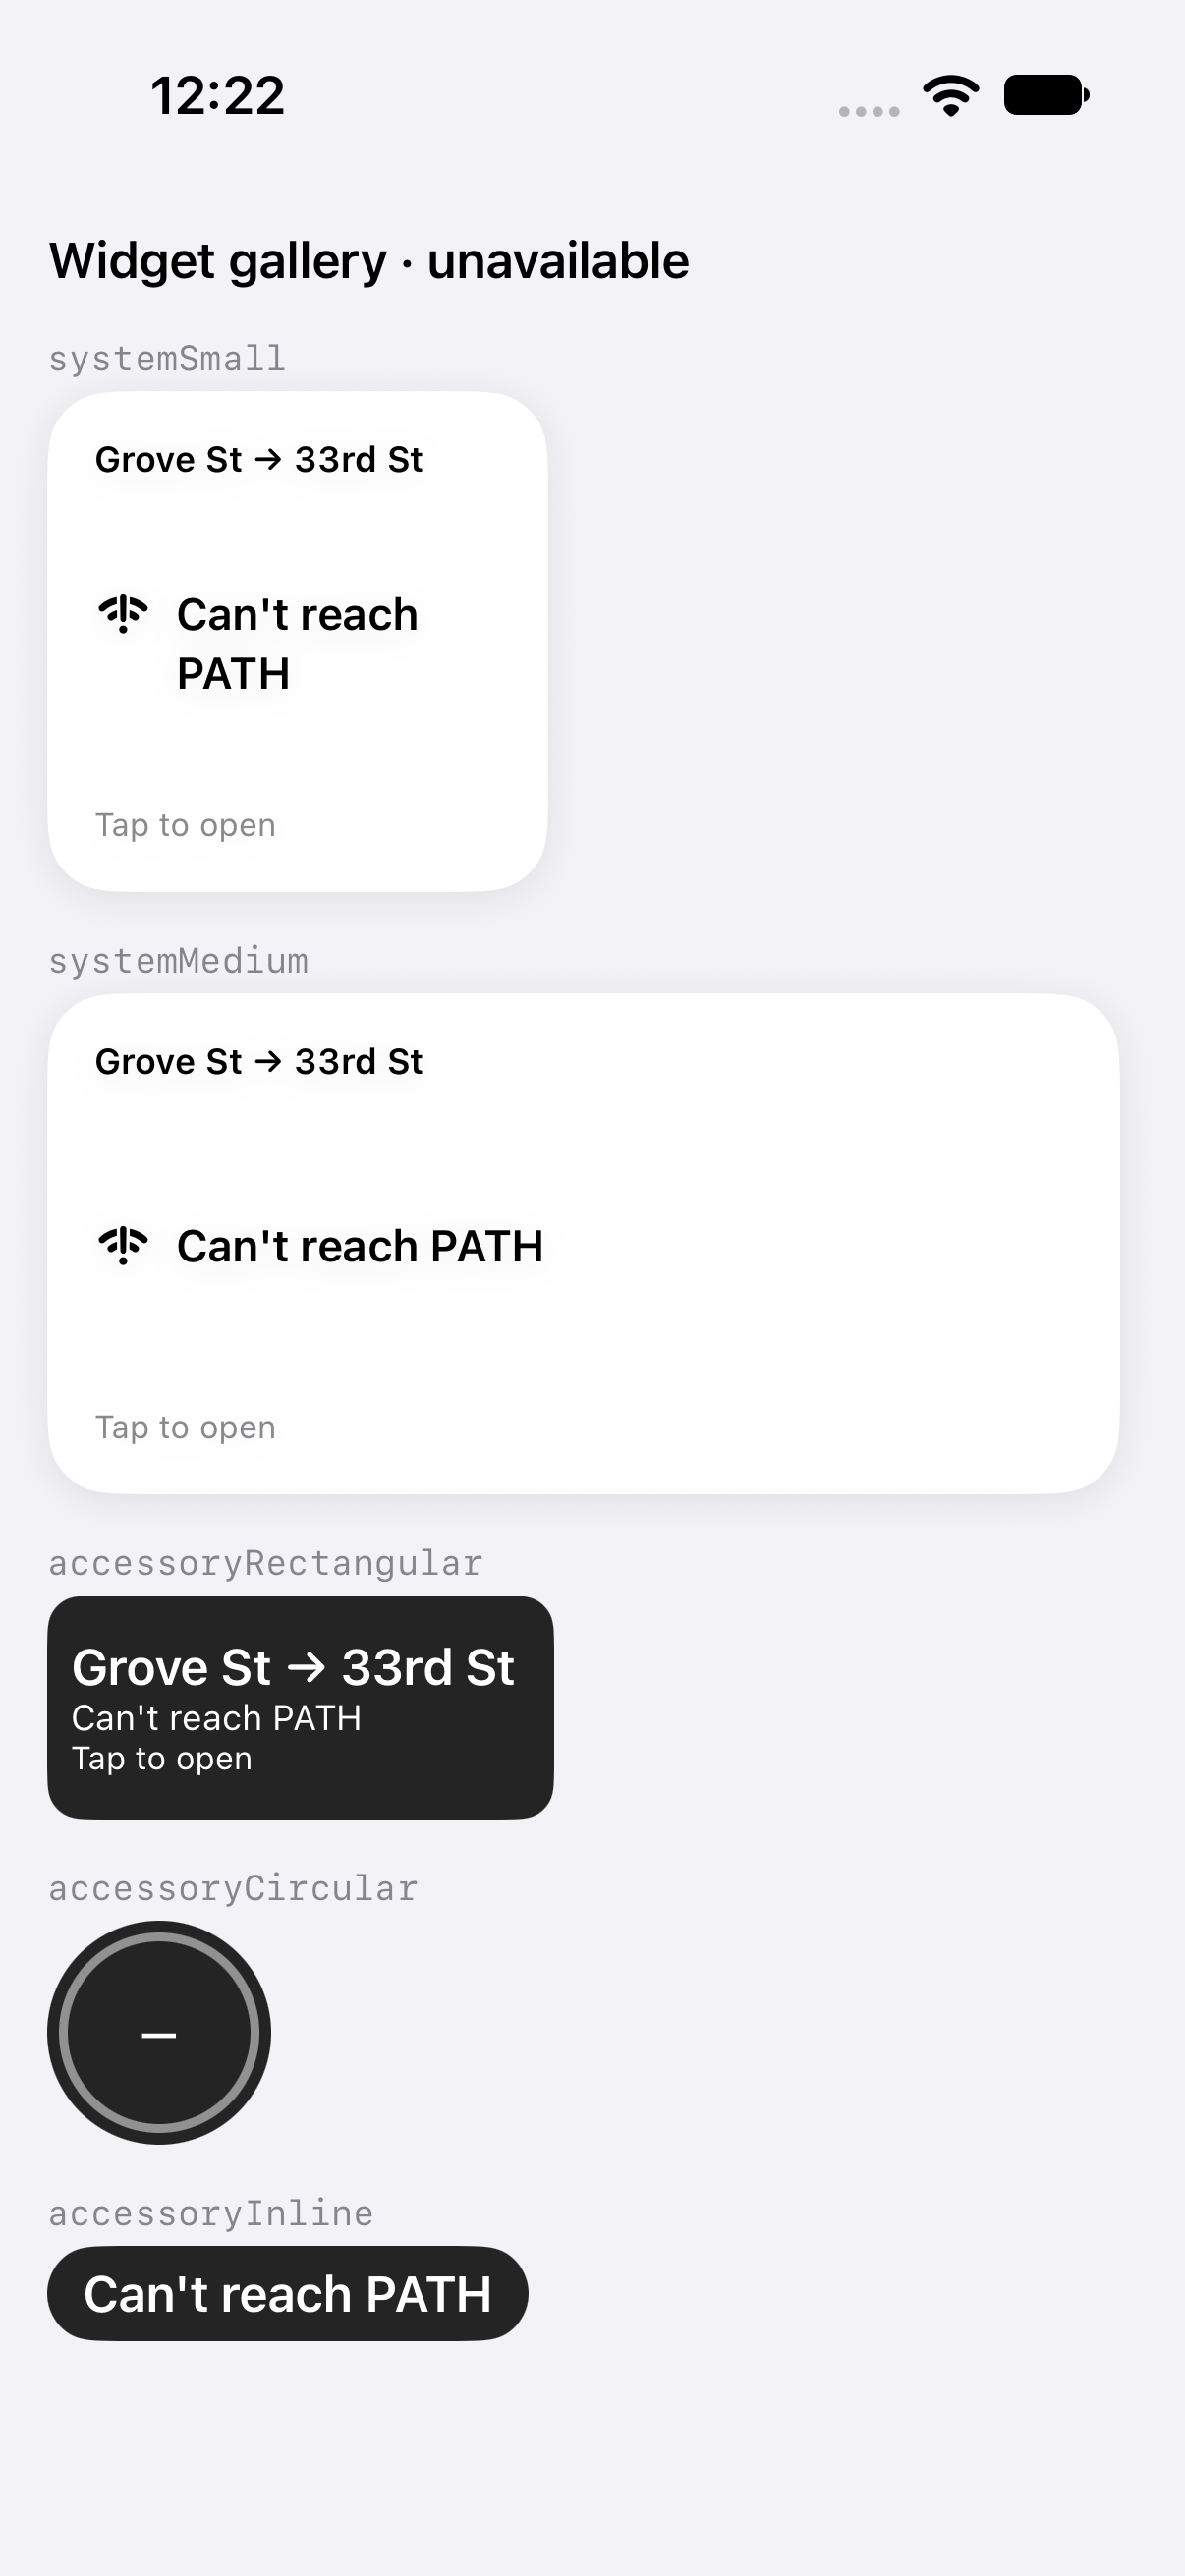 12:22
Widget gallery · unavailable
systemSmall
Grove St → 33rd St
Can't reach
PATH
Tap to open
systemMedium
Grove St → 33rd St
Can't reach PATH
Tap to open
accessoryRectangular
Grove St → 33rd St
Can't reach PATH
Tap to open
accessoryCircular
–
accessoryInline
Can't reach PATH